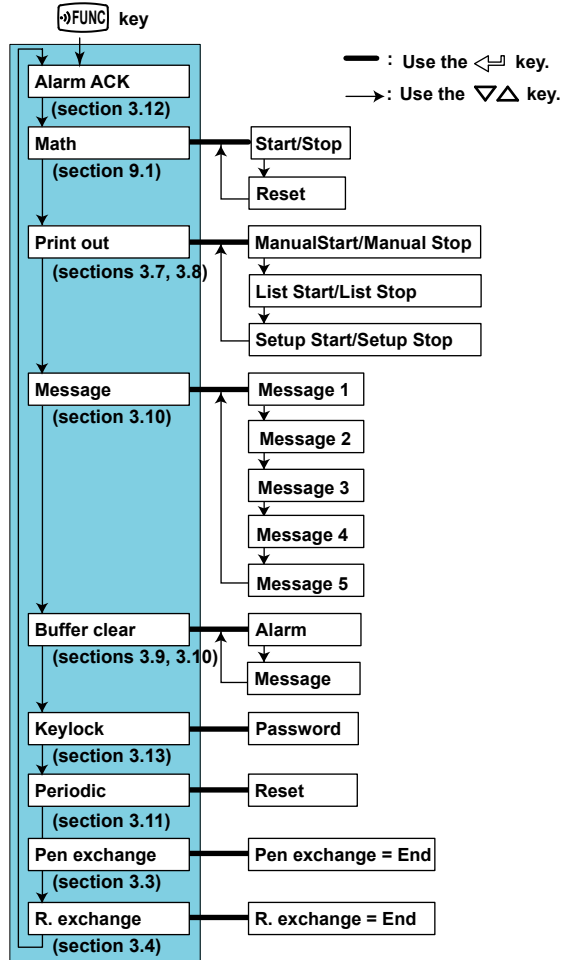 FUNC key
: Use the key.
: Use the key.
Alarm ACK
(section 3.12)
Math
Start/Stop
(section 9.1)
Reset
Print out
ManualStart/Manual Stop
(sections 3.7, 3.8)
List Start/List Stop
Setup Start/Setup Stop
Message
Message 1
(section 3.10)
Message 2
Message 3
Message 4
Message 5
Buffer clear
Alarm
(sections 3.9, 3.10)
Message
Keylock
Password
(section 3.13)
Periodic
Reset
(section 3.11)
Pen exchange
Pen exchange = End
(section 3.3)
R. exchange
R. exchange = End
(section 3.4)